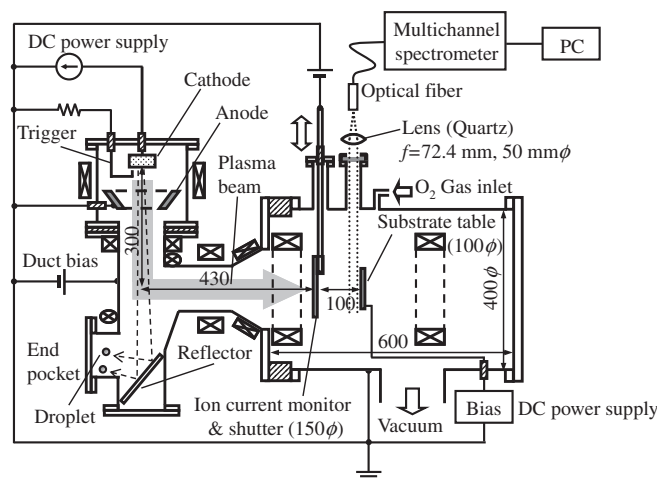 DC power supply
Multichannel
spectrometer
PC
Cathode
Optical fiber
Anode
Trigger
Lens (Quartz)
f=72.4 mm, 50 mmϕ
Plasma
beam
O2 Gas inlet
Substrate table
(100ϕ)
300
Duct bias
430
100
400ϕ
600
End
pocket
Reflector
Droplet
Ion current monitor
& shutter (150ϕ)
Vacuum
Bias
DC power supply